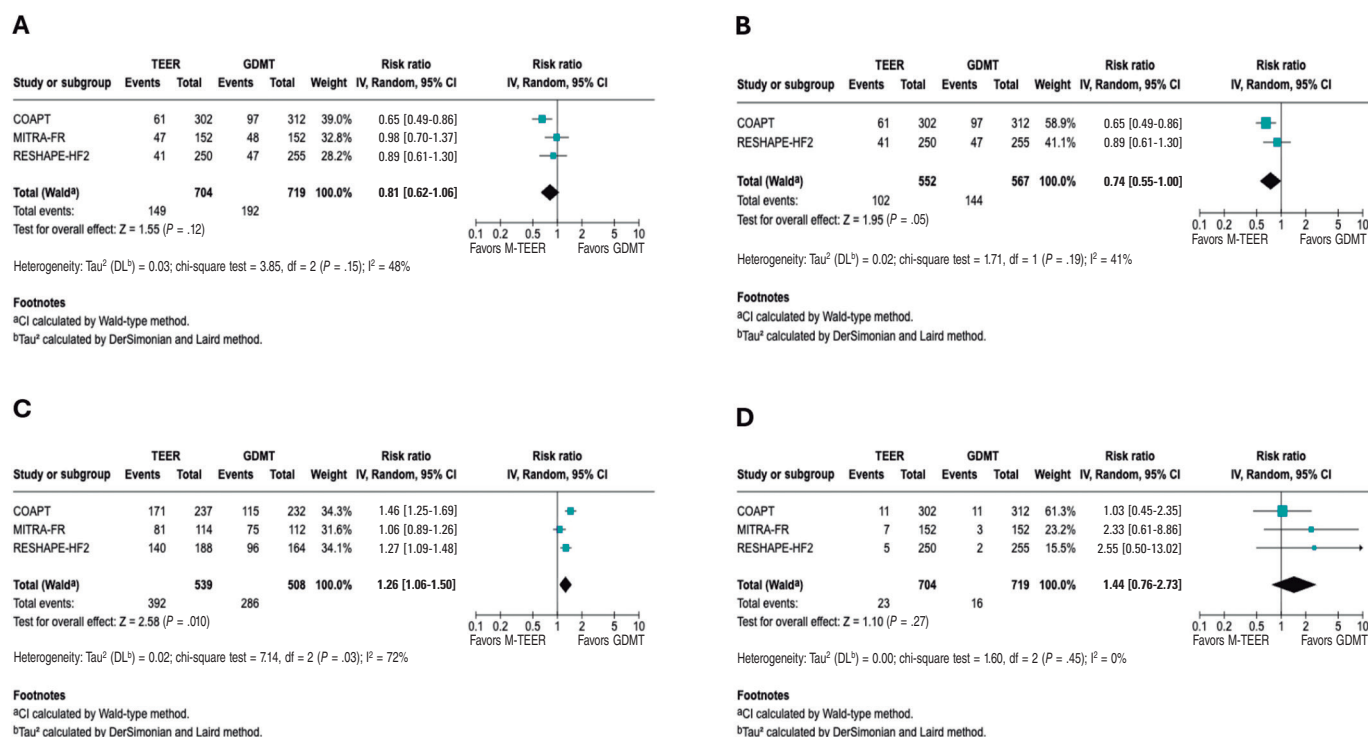 A
TEER GDMT Risk ratio Risk ratio
Study or subgroup Events Total Events Total Weight IV, Random, 95% CI IV, Random, 95% CI
COAPT 61 302 97 312 39.0% 0.65 [0.49-0.86]
MITRA-FR 47 152 48 152 32.8% 0.98 [0.70-1.37]
RESHAPE-HF2 41 250 47 255 28.2% 0.89 [0.61-1.30]
Total (Waldᵃ) 704 719 100.0% 0.81 [0.62-1.06]
Total events: 149 192
Test for overall effect: Z = 1.55 (P = .12)
0.1 0.2 0.5 1 2 5 10
Favors M-TEER Favors GDMT
Heterogeneity: Tau² (DLᵇ) = 0.03; chi-square test = 3.85, df = 2 (P = .15); I² = 48%
Footnotes
ᵃCI calculated by Wald-type method.
ᵇTau² calculated by DerSimonian and Laird method.
B
TEER GDMT Risk ratio Risk ratio
Study or subgroup Events Total Events Total Weight IV, Random, 95% CI IV, Random, 95% CI
COAPT 61 302 97 312 58.9% 0.65 [0.49-0.86]
RESHAPE-HF2 41 250 47 255 41.1% 0.89 [0.61-1.30]
Total (Waldᵃ) 552 567 100.0% 0.74 [0.55-1.00]
Total events: 102 144
Test for overall effect: Z = 1.95 (P = .05)
0.1 0.2 0.5 1 2 5 10
Favors M-TEER Favors GDMT
Heterogeneity: Tau² (DLᵇ) = 0.02; chi-square test = 1.71, df = 1 (P = .19); I² = 41%
Footnotes
ᵃCI calculated by Wald-type method.
ᵇTau² calculated by DerSimonian and Laird method.
C
TEER GDMT Risk ratio Risk ratio
Study or subgroup Events Total Events Total Weight IV, Random, 95% CI IV, Random, 95% CI
COAPT 171 237 115 232 34.3% 1.46 [1.25-1.69]
MITRA-FR 81 114 75 112 31.6% 1.06 [0.89-1.26]
RESHAPE-HF2 140 188 96 164 34.1% 1.27 [1.09-1.48]
Total (Waldᵃ) 539 508 100.0% 1.26 [1.06-1.50]
Total events: 392 286
Test for overall effect: Z = 2.58 (P = .010)
0.1 0.2 0.5 1 2 5 10
Favors M-TEER Favors GDMT
Heterogeneity: Tau² (DLᵇ) = 0.02; chi-square test = 7.14, df = 2 (P = .03); I² = 72%
Footnotes
ᵃCI calculated by Wald-type method.
ᵇTau² calculated by DerSimonian and Laird method.
D
TEER GDMT Risk ratio Risk ratio
Study or subgroup Events Total Events Total Weight IV, Random, 95% CI IV, Random, 95% CI
COAPT 11 302 11 312 61.3% 1.03 [0.45-2.35]
MITRA-FR 7 152 3 152 23.2% 2.33 [0.61-8.86]
RESHAPE-HF2 5 250 2 255 15.5% 2.55 [0.50-13.02]
Total (Waldᵃ) 704 719 100.0% 1.44 [0.76-2.73]
Total events: 23 16
Test for overall effect: Z = 1.10 (P = .27)
0.1 0.2 0.5 1 2 5 10
Favors M-TEER Favors GDMT
Heterogeneity: Tau² (DLᵇ) = 0.00; chi-square test = 1.60, df = 2 (P = .45); I² = 0%
Footnotes
ᵃCI calculated by Wald-type method.
ᵇTau² calculated by DerSimonian and Laird method.